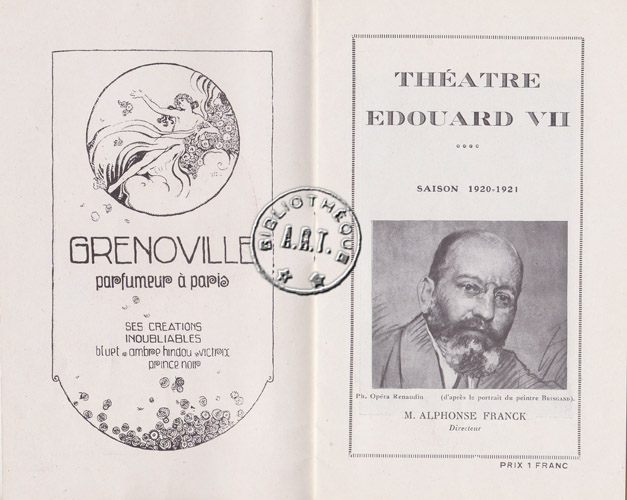 GRENOVILLE
parfumeur à paris
SES CREATIONS
INOUBLIABLES
bluet ambre hindou victrix
prince noir
BIBLIOTHÈQUE
A.R.T.
THÉATRE
EDOUARD VII
SAISON 1920-1921
Ph. Opéra Renaudin (d'après le portrait du peintre BRISGAND).
M. ALPHONSE FRANCK
Directeur
PRIX 1 FRANC